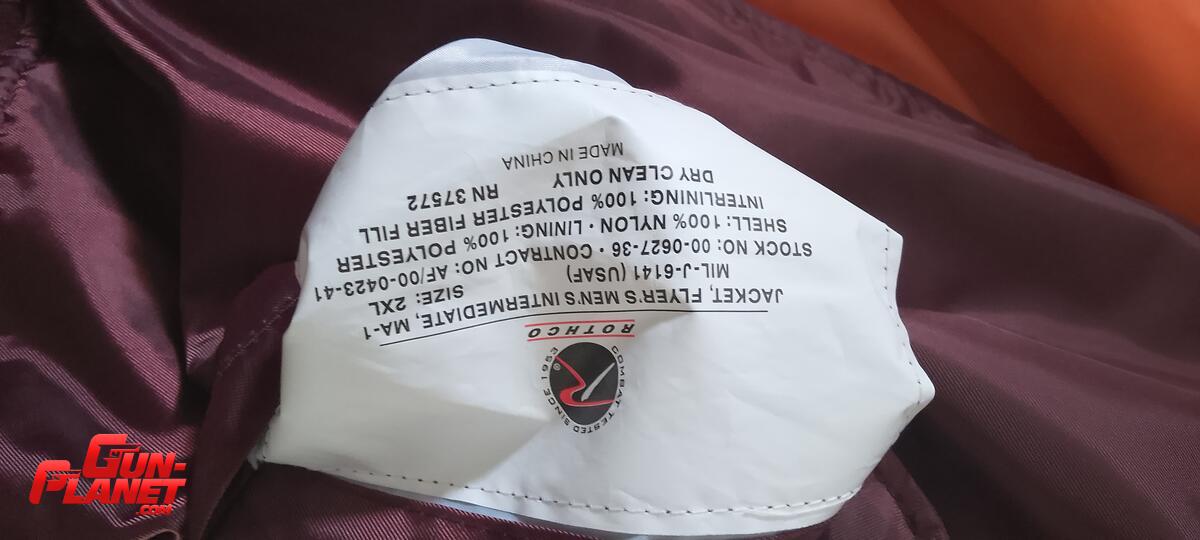 COMBAT TESTED SINCE 1953
®
ROTHCO
JACKET, FLYER'S MEN'S INTERMEDIATE, MA-1
MIL-J-6141 (USAF) SIZE: 2XL
STOCK NO: 00-0627-36 • CONTRACT NO: AF/00-0423-41
SHELL: 100% NYLON • LINING: 100% POLYESTER
INTERLINING: 100% POLYESTER FIBER FILL
DRY CLEAN ONLY RN 37572
MADE IN CHINA
GUN-
PLANET
.COM